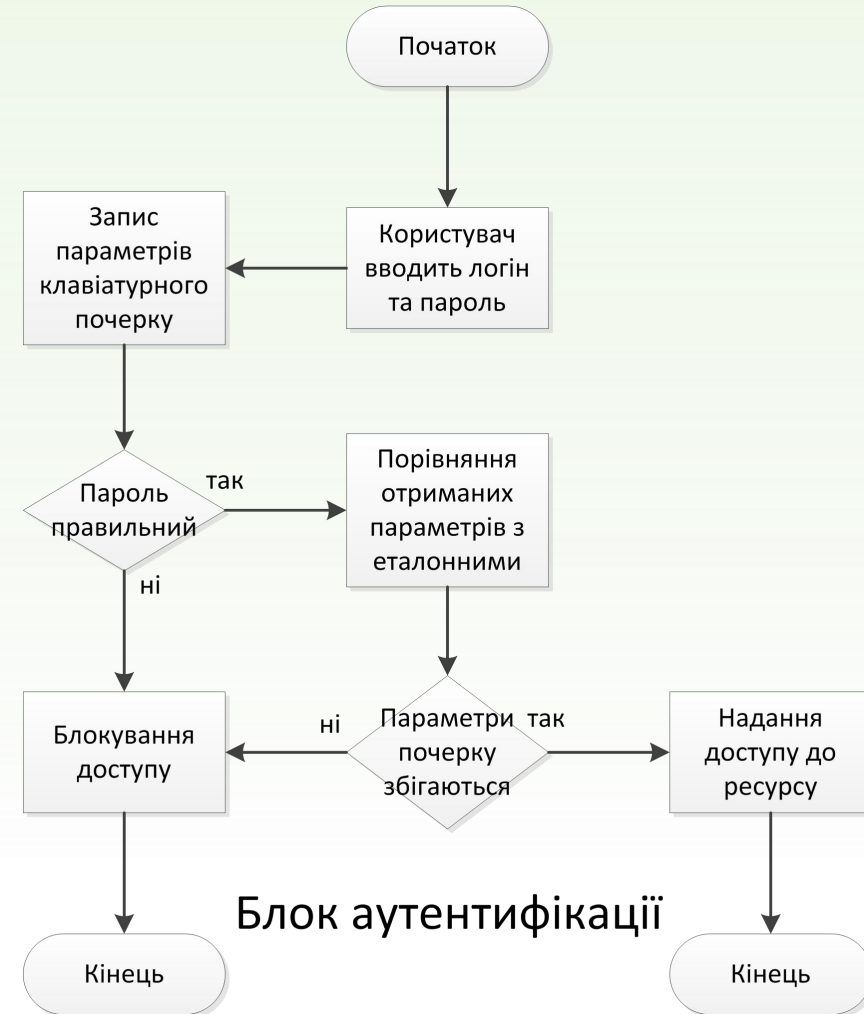 Початок
Користувач
вводить логін
та пароль
Запис
параметрів
клавіатурного
почерку
Пароль
правильний
так
ні
Порівняння
отриманих
параметрів з
еталонними
Параметри
почерку
збігаються
ні
так
Блокування
доступу
Надання
доступу до
ресурсу
Блок аутентифікації
Кінець
Кінець